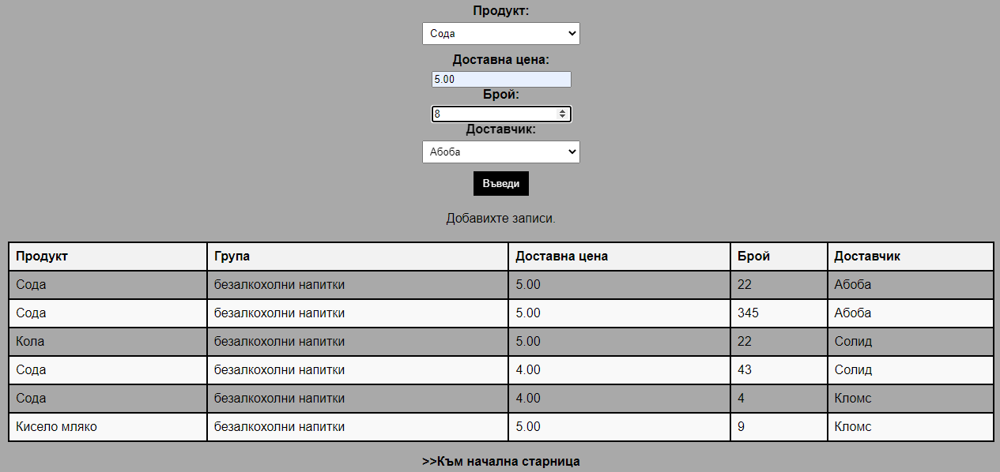 Продукт:
Сода
Доставна цена:
5.00
Брой:
8
Доставчик:
Абоба
Въведи
Добавихте записи.
Продукт Група Доставна цена Брой Доставчик
Сода безалкохолни напитки 5.00 22 Абоба
Сода безалкохолни напитки 5.00 345 Абоба
Кола безалкохолни напитки 5.00 22 Солид
Сода безалкохолни напитки 4.00 43 Солид
Сода безалкохолни напитки 4.00 4 Кломс
Кисело мляко безалкохолни напитки 5.00 9 Кломс
>>Към начална старница